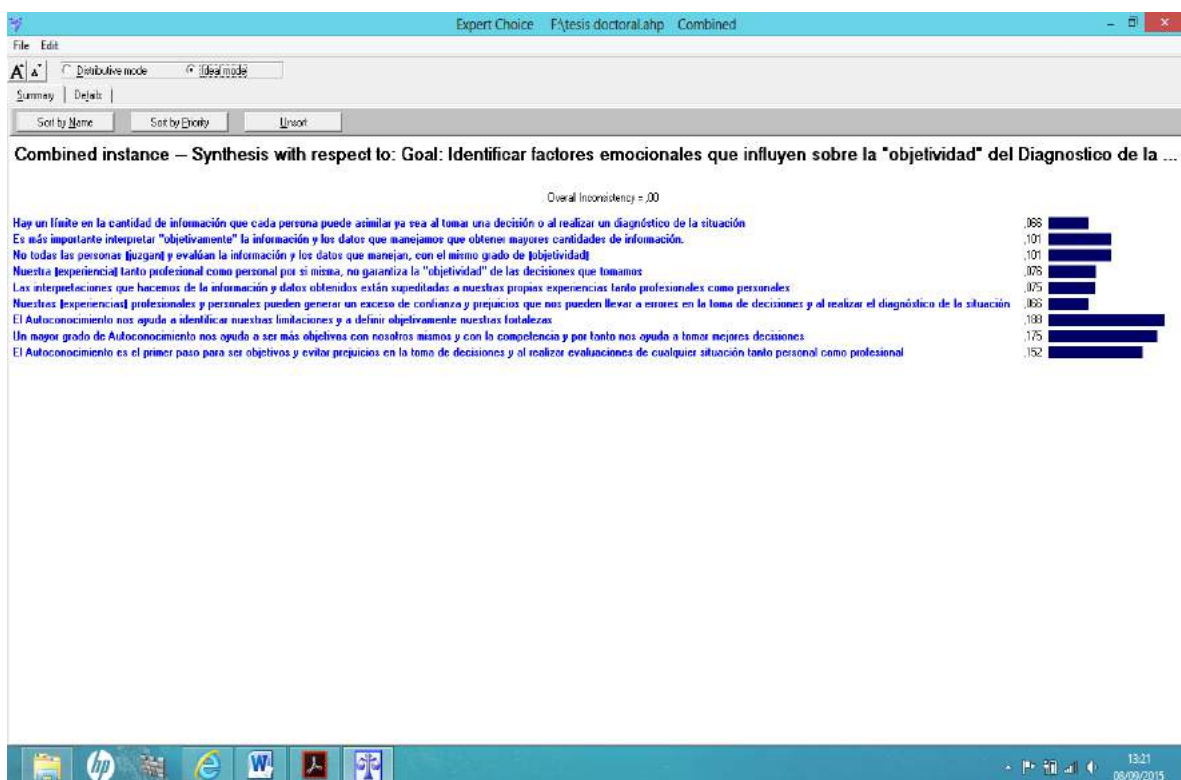 Expert Choice F:\tesis doctoral.ahp Combined
File Edit
Distributive mode Ideal mode
Summary Details
Sort by Name Sort by Priority Unsort
Combined instance -- Synthesis with respect to: Goal: Identificar factores emocionales que influyen sobre la "objetividad" del Diagnostico de la ...
Overall Inconsistency = ,00
Hay un límite en la cantidad de información que cada persona puede asimilar ya sea al tomar una decisión o al realizar un diagnóstico de la situación ,066
Es más importante interpretar "objetivamente" la información y los datos que manejamos que obtener mayores cantidades de información. ,101
No todas las personas [juzgan] y evalúan la información y los datos que manejan, con el mismo grado de [objetividad] ,101
Nuestra [experiencia] tanto profesional como personal por si misma, no garantiza la "objetividad" de las decisiones que tomamos ,076
Las interpretaciones que hacemos de la información y datos obtenidos están supeditadas a nuestras propias experiencias tanto profesionales como personales ,075
Nuestras [experiencias] profesionales y personales pueden generar un exceso de confianza y prejuicios que nos pueden llevar a errores en la toma de decisiones y al realizar el diagnóstico de la situación ,066
El Autoconocimiento nos ayuda a identificar nuestras limitaciones y a definir objetivamente nuestras fortalezas ,188
Un mayor grado de Autoconocimiento nos ayuda a ser más objetivos con nosotros mismos y con la competencia y por tanto nos ayuda a tomar mejores decisiones ,175
El Autoconocimiento es el primer paso para ser objetivos y evitar prejuicios en la toma de decisiones y al realizar evaluaciones de cualquier situación tanto personal como profesional ,152
hp
13:21
08/09/2015